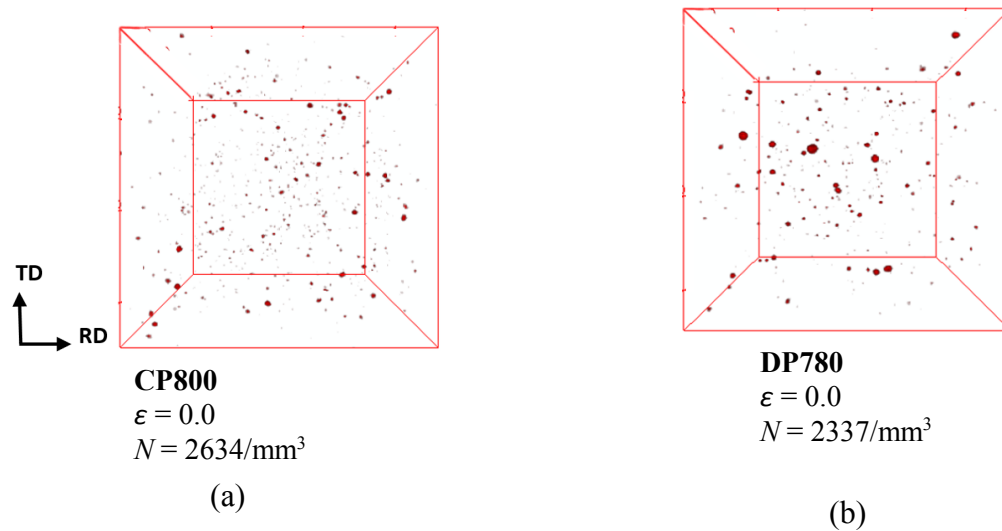 TD
RD
CP800
ε = 0.0
N = 2634/mm³
(a)
DP780
ε = 0.0
N = 2337/mm³
(b)